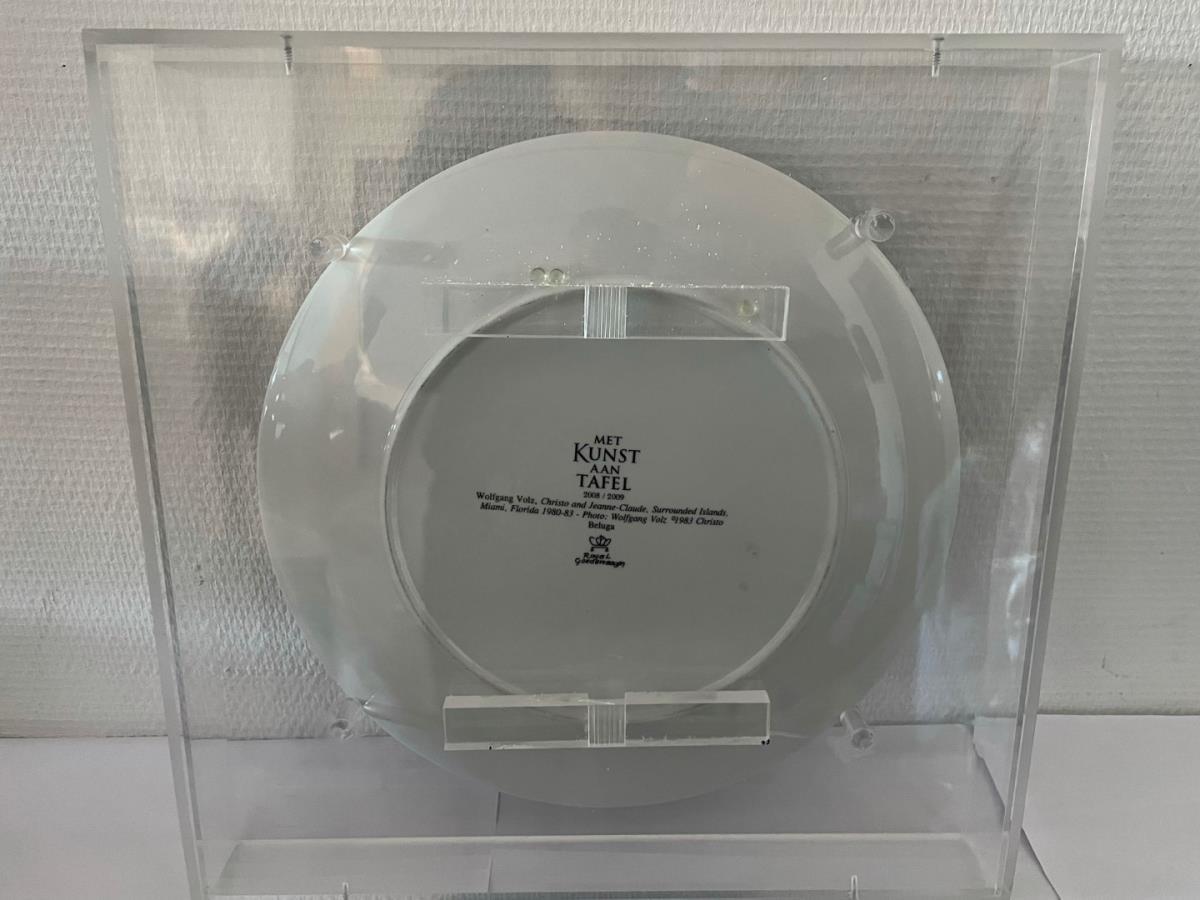 MET
KUNST
AAN
TAFEL
2008 / 2009
Wolfgang Volz, Christo and Jeanne-Claude, Surrounded Islands,
Miami, Florida 1980-83 - Photo: Wolfgang Volz ©1983 Christo
Beluga
Royal
Goedewaagen